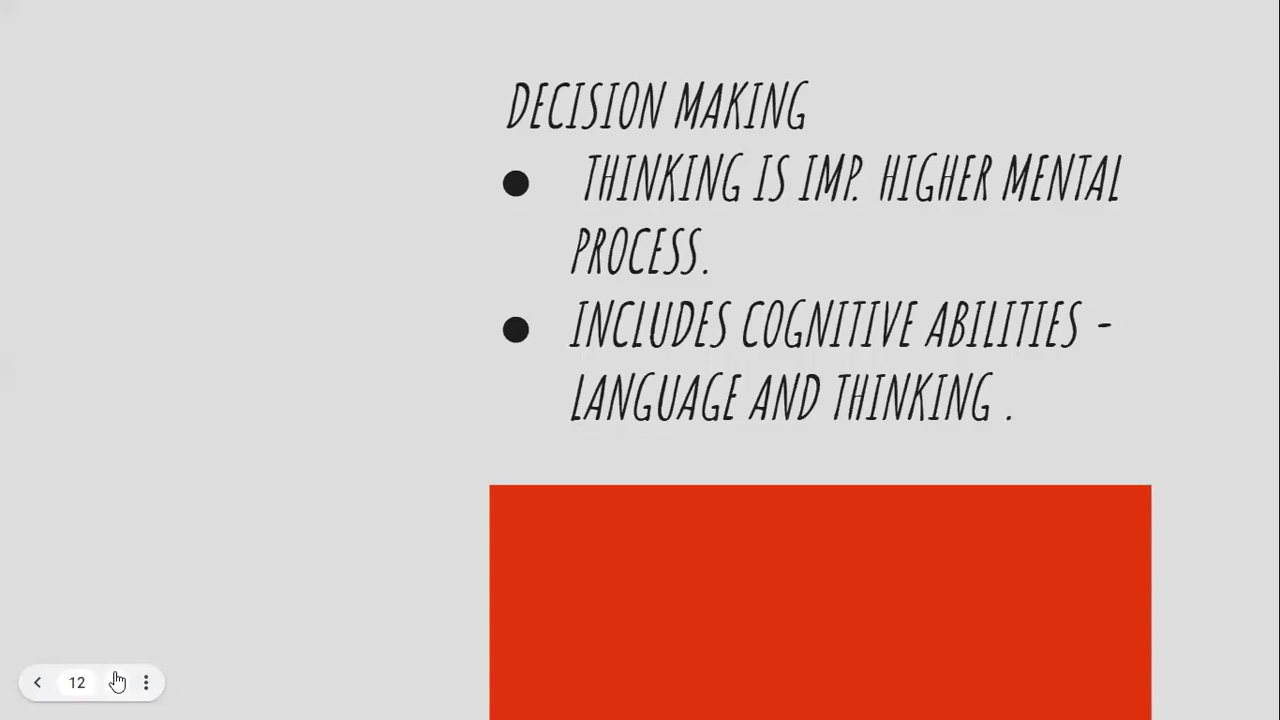 DECISION MAKING
● THINKING IS IMP. HIGHER MENTAL
PROCESS.
● INCLUDES COGNITIVE ABILITIES -
LANGUAGE AND THINKING .
12